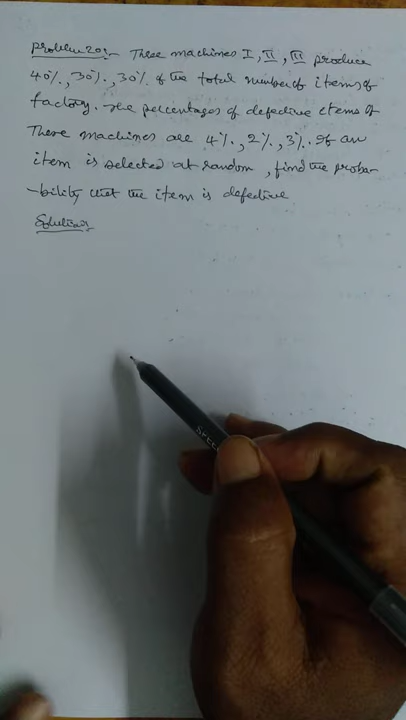 Problem 20:- Three machines I, II, III produce
40%, 30%, 30% of the total number of items of
factory. The percentages of defective items of
These machines are 4%, 2%, 3%. If an
item is selected at random, find the proba-
-bility that the item is defective
Solution: